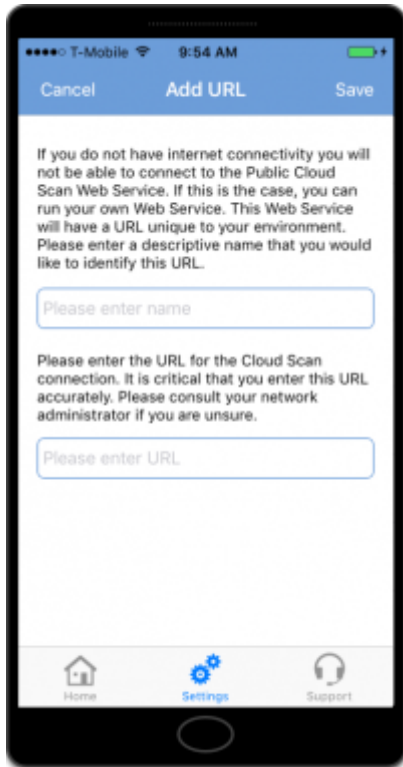 T-Mobile 9:54 AM
Cancel Add URL Save
If you do not have internet connectivity you will
not be able to connect to the Public Cloud
Scan Web Service. If this is the case, you can
run your own Web Service. This Web Service
will have a URL unique to your environment.
Please enter a descriptive name that you would
like to identify this URL.
Please enter name
Please enter the URL for the Cloud Scan
connection. It is critical that you enter this URL
accurately. Please consult your network
administrator if you are unsure.
Please enter URL
Home Settings Support